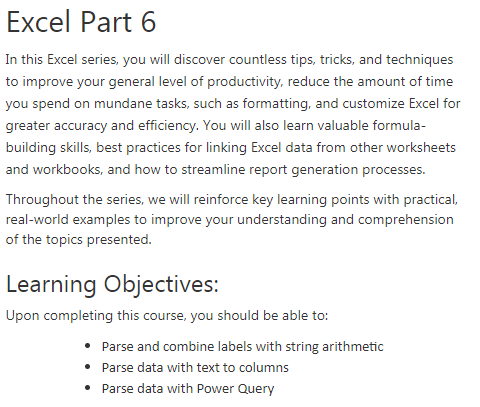 Excel Part 6
In this Excel series, you will discover countless tips, tricks, and techniques
to improve your general level of productivity, reduce the amount of time
you spend on mundane tasks, such as formatting, and customize Excel for
greater accuracy and efficiency. You will also learn valuable formula-
building skills, best practices for linking Excel data from other worksheets
and workbooks, and how to streamline report generation processes.
Throughout the series, we will reinforce key learning points with practical,
real-world examples to improve your understanding and comprehension
of the topics presented.
Learning Objectives:
Upon completing this course, you should be able to:
• Parse and combine labels with string arithmetic
• Parse data with text to columns
• Parse data with Power Query